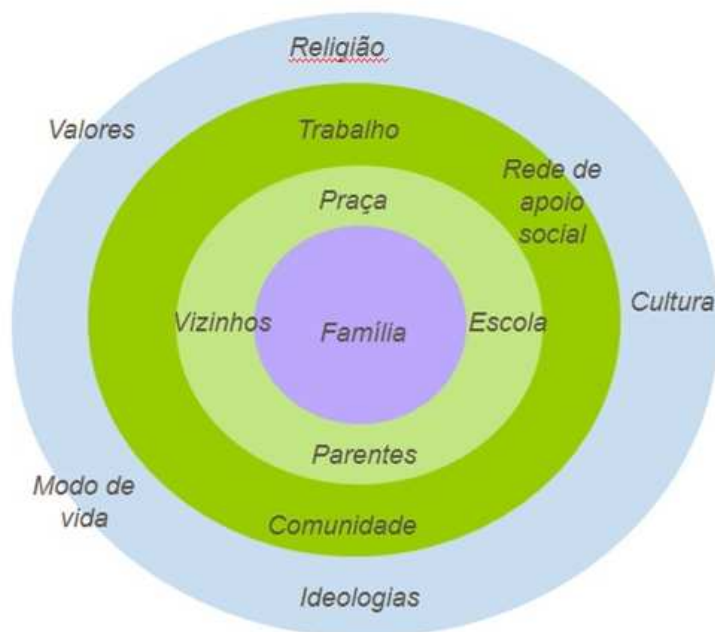 Religião
Valores
Trabalho
Rede de
apoio
social
Praça
Cultura
Vizinhos
Família
Escola
Parentes
Modo de
vida
Comunidade
Ideologias